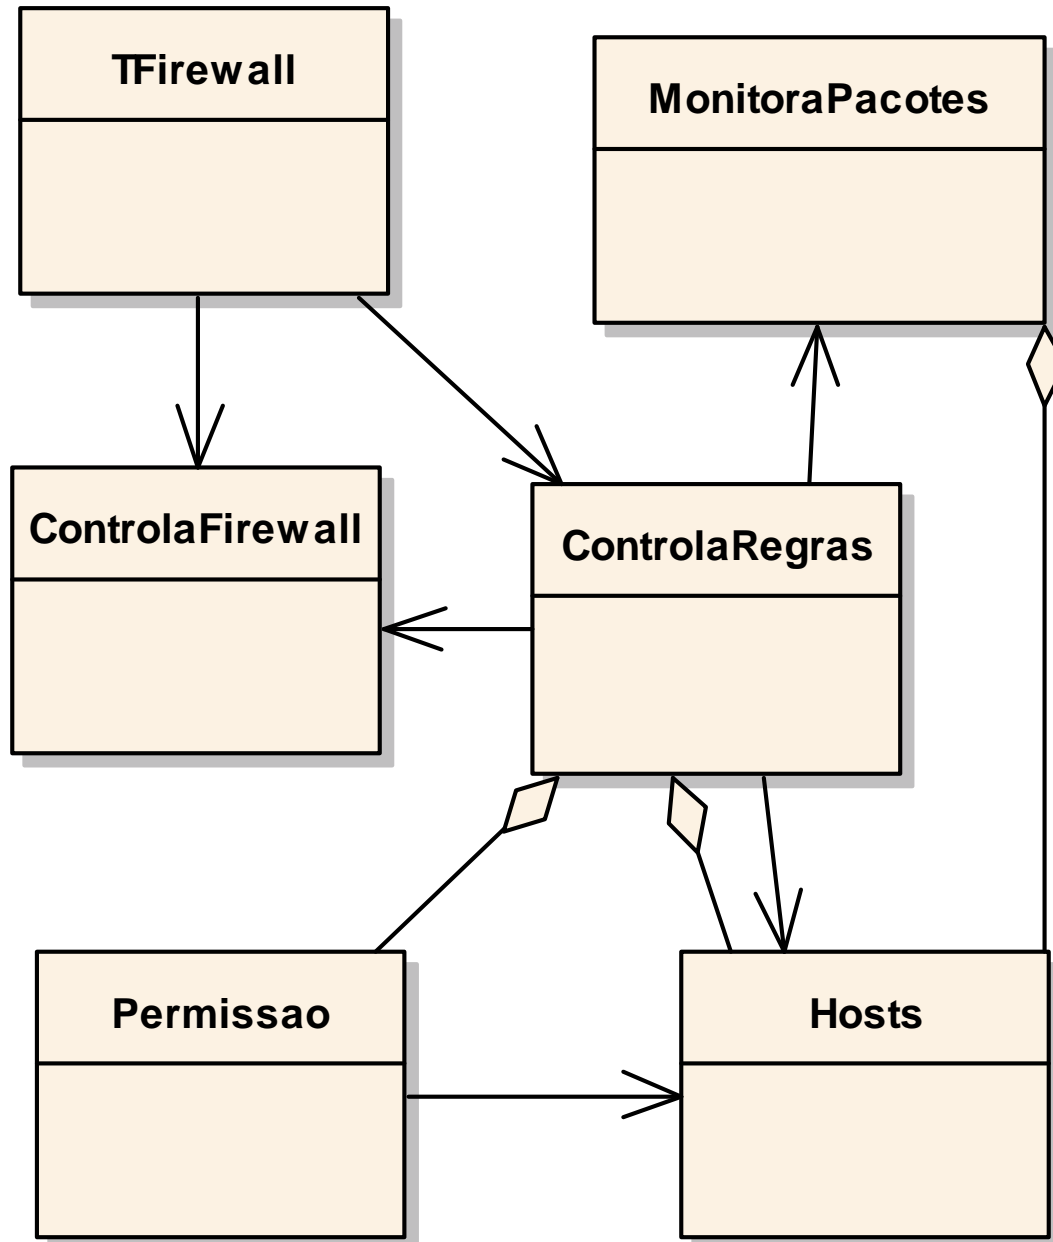 TFirewall
MonitoraPacotes
ControlaFirewall
ControlaRegras
Permissao
Hosts